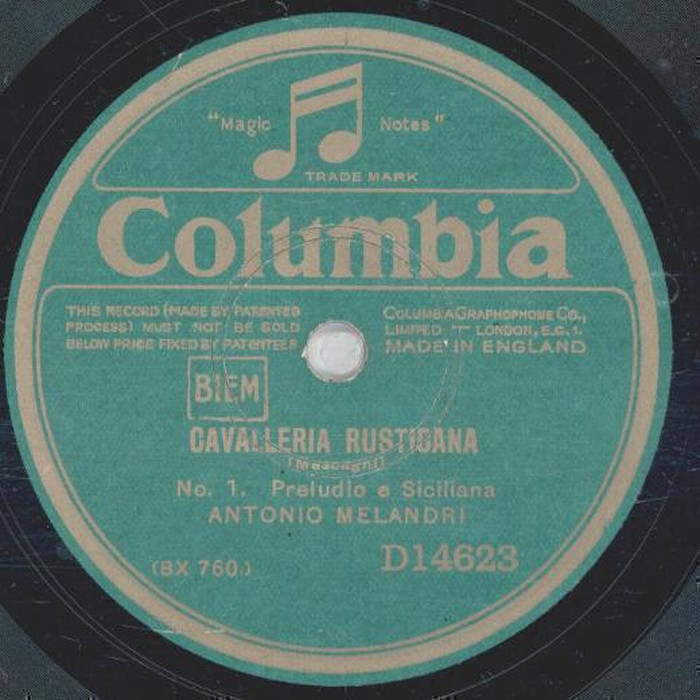 "Magic Notes"
TRADE MARK
Columbia
THIS RECORD (MADE BY PATENTED
PROCESS) MUST NOT BE SOLD
BELOW PRICE FIXED BY PATENTEES
COLUMBIA GRAPHOPHONE CO.,
LIMITED LONDON, E.C.1.
MADE IN ENGLAND
BIEM
CAVALLERIA RUSTICANA
(Mascagni)
No. 1. Preludio e Siciliana
ANTONIO MELANDRI
(BX 760.)
D14623